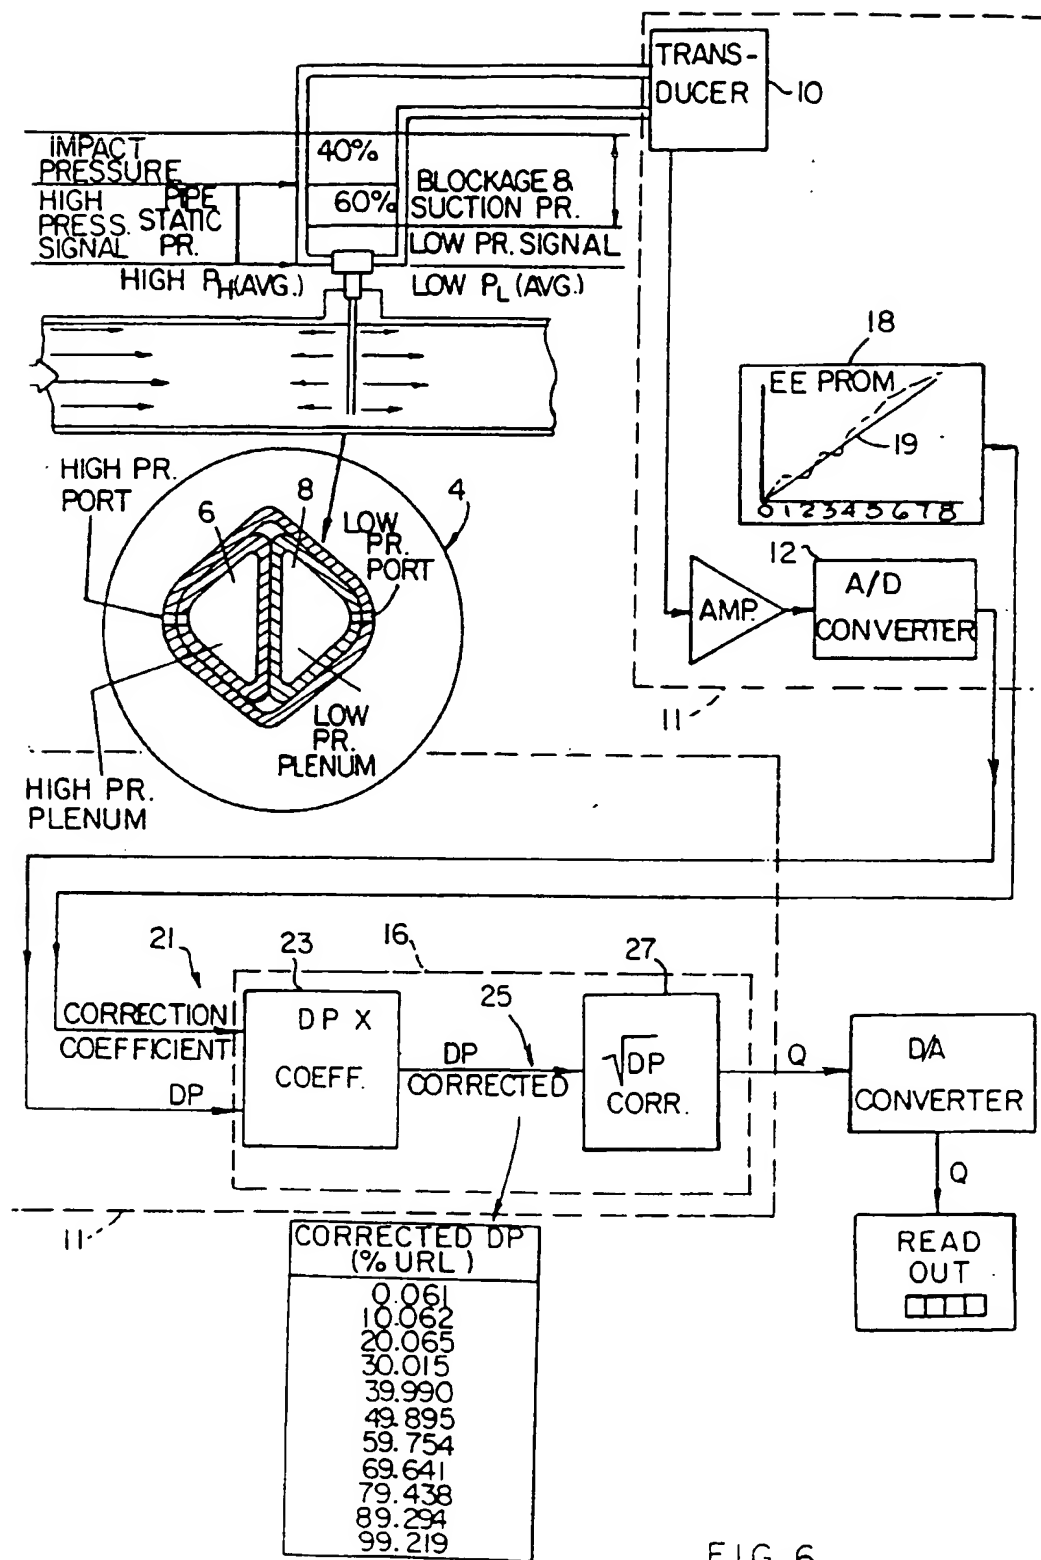 TRANS-
DUCER
10
IMPACT
PRESSURE
40%
60%
BLOCKAGE &
SUCTION PR.
HIGH
PRESS.
SIGNAL
PIPE
STATIC
PR.
LOW PR. SIGNAL
HIGH PH(AVG.)
LOW PL (AVG.)
18
EE PROM
19
0 1 2 3 4 5 6 7 8
HIGH PR.
PORT
6
8
4
LOW
PR.
PORT
12
A/D
CONVERTER
AMP.
11
LOW
PR.
PLENUM
HIGH PR.
PLENUM
21
23
16
25
27
CORRECTION
COEFFICIENT
DP
DP X
COEFF.
DP
CORRECTED
√DP
CORR.
Q
D/A
CONVERTER
Q
READ
OUT
11
CORRECTED DP
(% URL)
0.061
10.062
20.065
30.015
39.990
49.895
59.754
69.641
79.438
89.294
99.219
FIG. 6